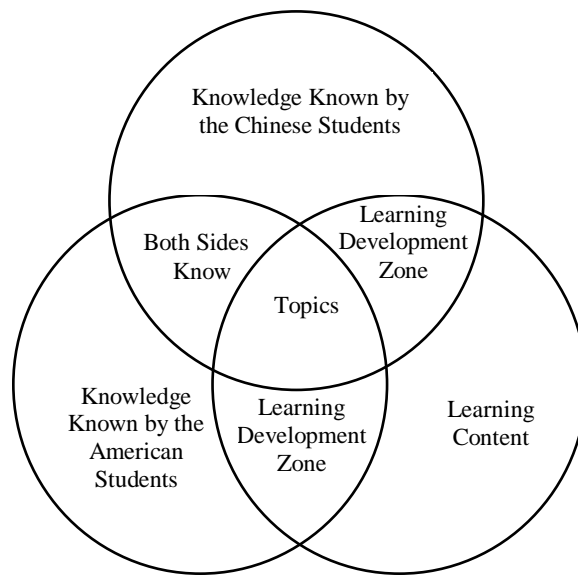 Knowledge Known by
the Chinese Students
Learning
Development
Zone
Both Sides
Know
Topics
Knowledge
Known by the
American
Students
Learning
Development
Zone
Learning
Content